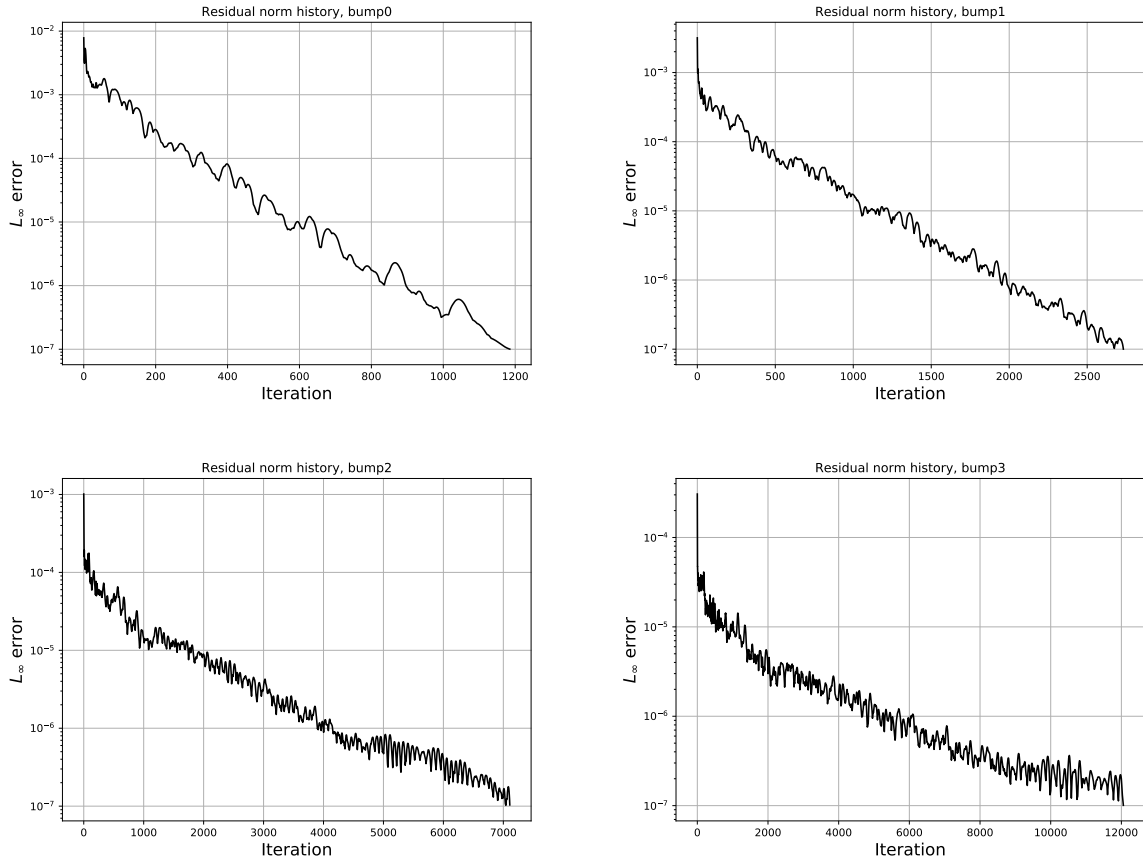 Residual norm history, bump0
L∞ error
10⁻²
10⁻³
10⁻⁴
10⁻⁵
10⁻⁶
10⁻⁷
0 200 400 600 800 1000 1200
Iteration
Residual norm history, bump1
L∞ error
10⁻³
10⁻⁴
10⁻⁵
10⁻⁶
10⁻⁷
0 500 1000 1500 2000 2500
Iteration
Residual norm history, bump2
L∞ error
10⁻³
10⁻⁴
10⁻⁵
10⁻⁶
10⁻⁷
0 1000 2000 3000 4000 5000 6000 7000
Iteration
Residual norm history, bump3
L∞ error
10⁻⁴
10⁻⁵
10⁻⁶
10⁻⁷
0 2000 4000 6000 8000 10000 12000
Iteration